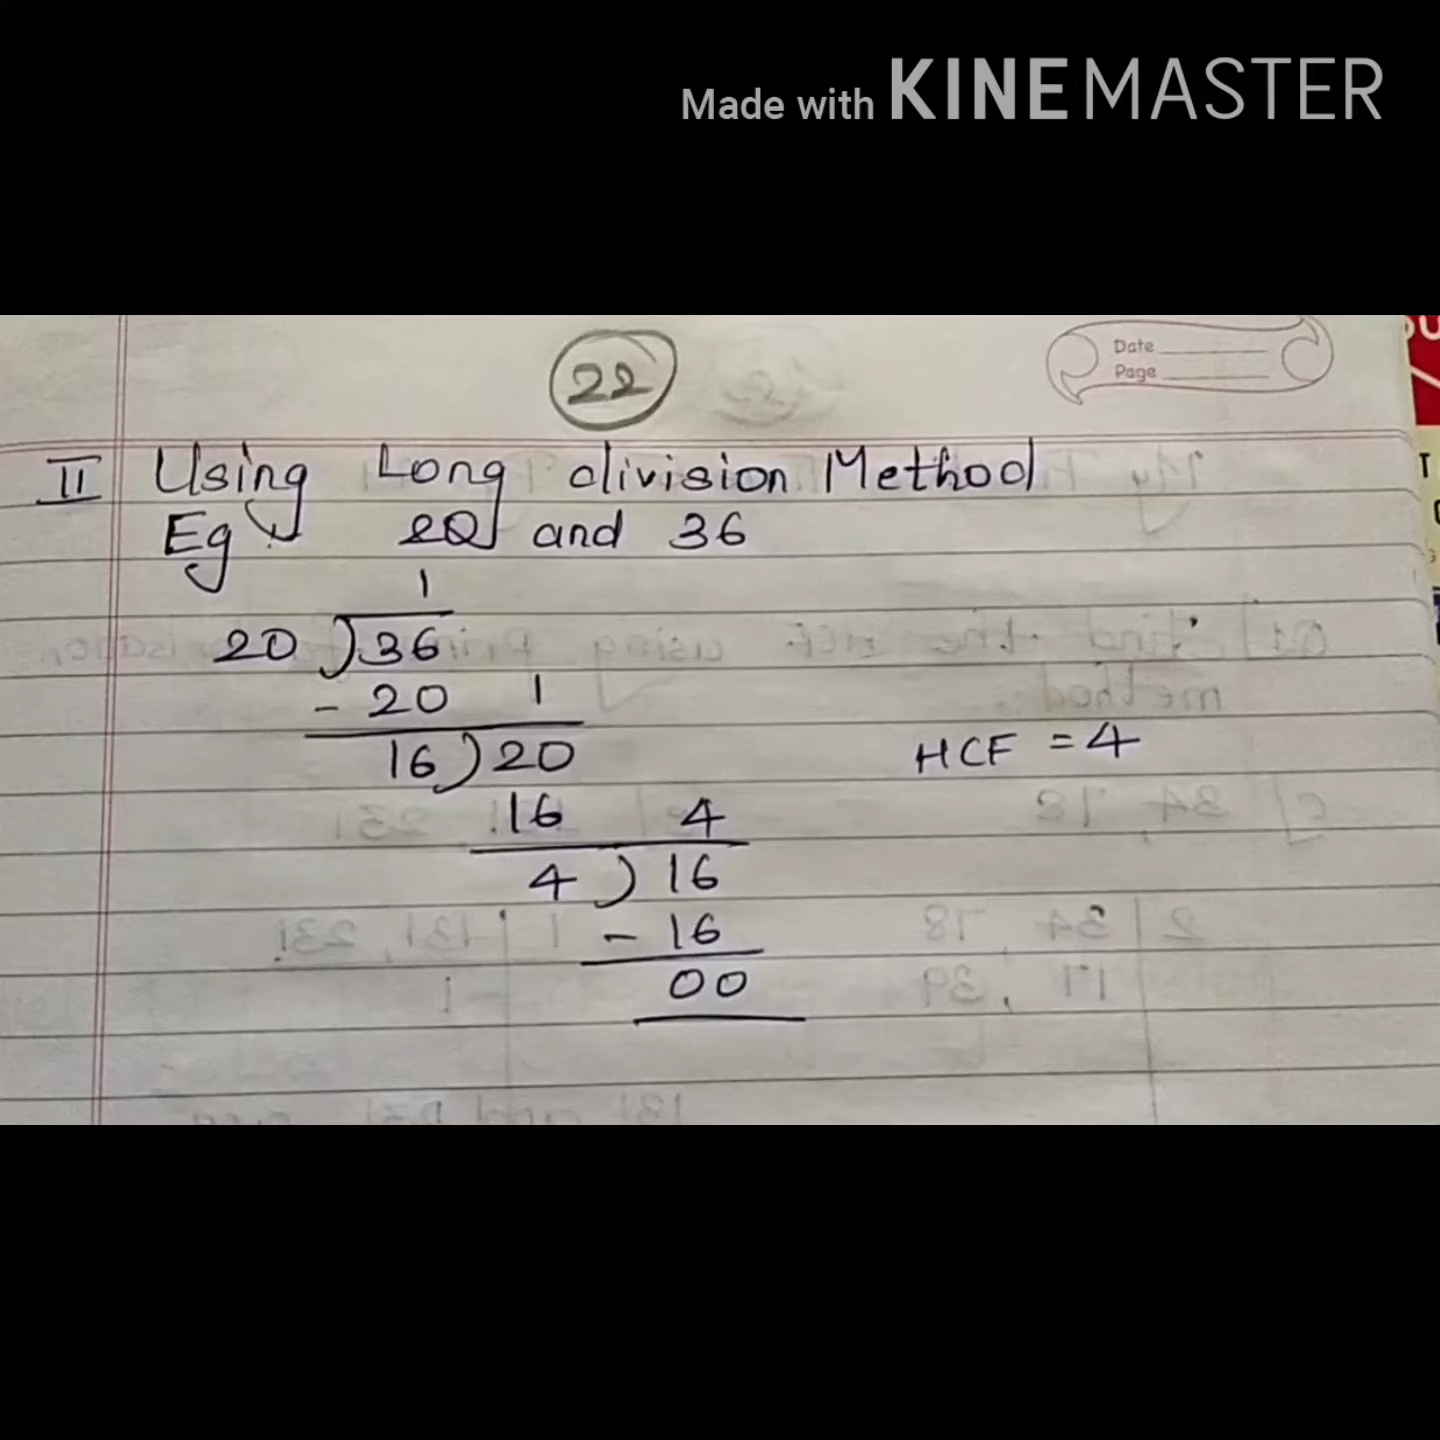 Made with KINEMASTER
22
Date
Page
II Using Long division Method
Eg 20 and 36
1
20 ) 36
- 20 1
16 ) 20
HCF = 4
16 4
4 ) 16
- 16
00